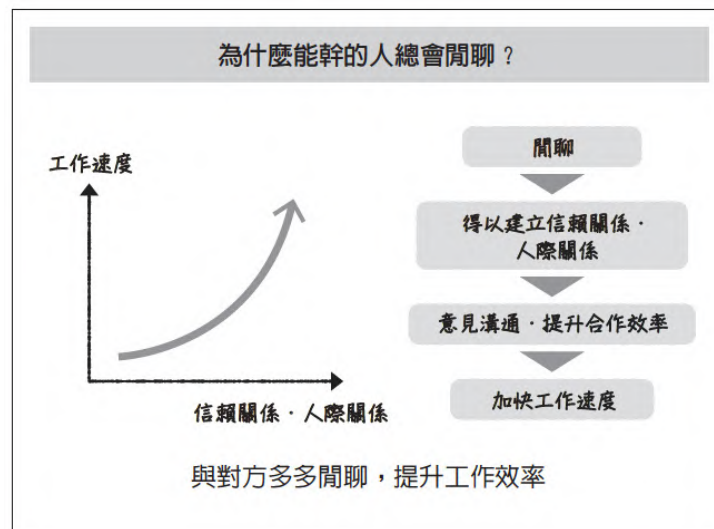 為什麼能幹的人總會閒聊？
工作速度
信賴關係・人際關係
閒聊
得以建立信賴關係・
人際關係
意見溝通・提升合作效率
加快工作速度
與對方多多閒聊，提升工作效率